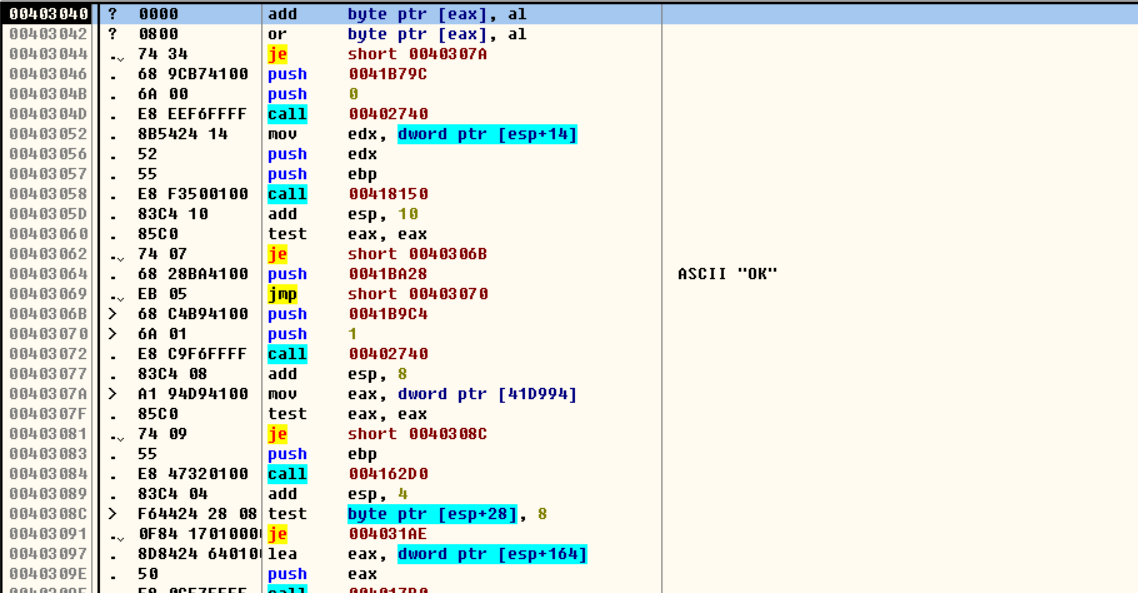 00403040 ? 0000 add byte ptr [eax], al
00403042 ? 0800 or byte ptr [eax], al
00403044 .⌄ 74 34 je short 0040307A
00403046 . 68 9CB74100 push 0041B79C
0040304B . 6A 00 push 0
0040304D . E8 EEF6FFFF call 00402740
00403052 . 8B5424 14 mov edx, dword ptr [esp+14]
00403056 . 52 push edx
00403057 . 55 push ebp
00403058 . E8 F3500100 call 00418150
0040305D . 83C4 10 add esp, 10
00403060 . 85C0 test eax, eax
00403062 .⌄ 74 07 je short 0040306B
00403064 . 68 28BA4100 push 0041BA28 ASCII "OK"
00403069 .⌄ EB 05 jmp short 00403070
0040306B > 68 C4B94100 push 0041B9C4
00403070 > 6A 01 push 1
00403072 . E8 C9F6FFFF call 00402740
00403077 . 83C4 08 add esp, 8
0040307A > A1 94D94100 mov eax, dword ptr [41D994]
0040307F . 85C0 test eax, eax
00403081 .⌄ 74 09 je short 0040308C
00403083 . 55 push ebp
00403084 . E8 47320100 call 004162D0
00403089 . 83C4 04 add esp, 4
0040308C > F64424 28 08 test byte ptr [esp+28], 8
00403091 .⌄ 0F84 1701000 je 004031AE
00403097 . 8D8424 64010 lea eax, dword ptr [esp+164]
0040309E . 50 push eax